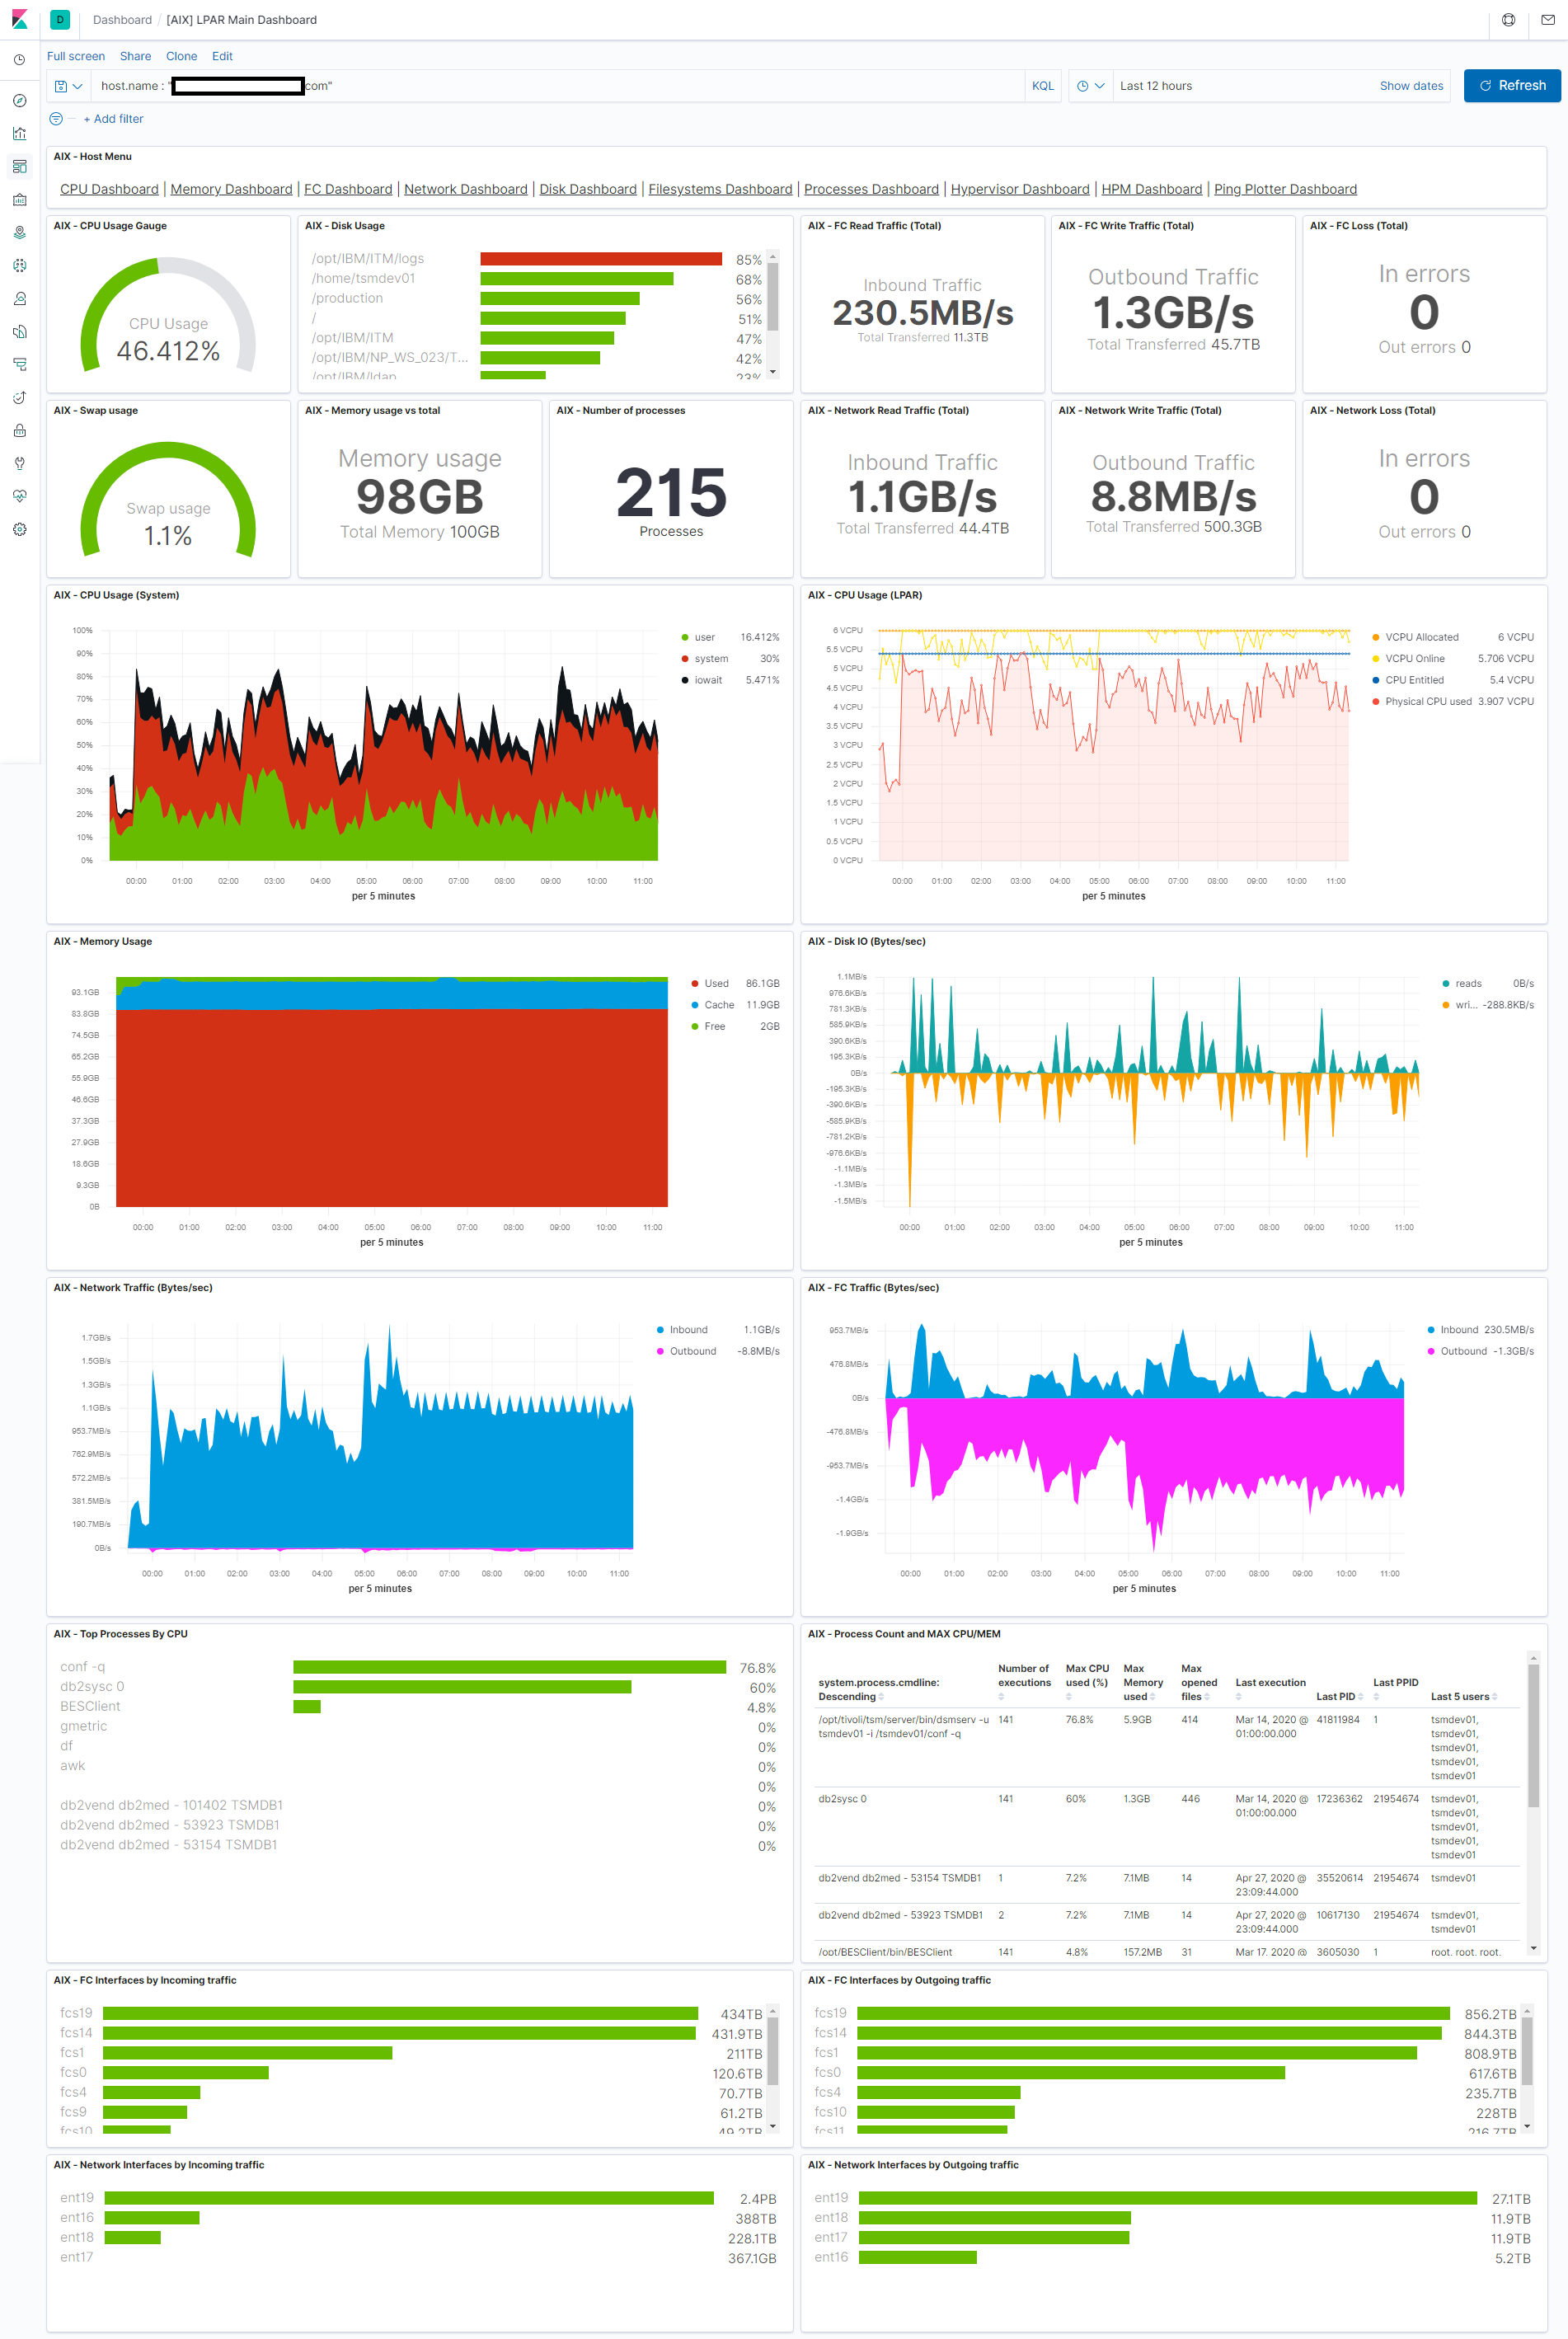 D Dashboard / [AIX] LPAR Main Dashboard
Full screen Share Clone Edit
host.name : " com" KQL Last 12 hours Show dates Refresh
+ Add filter
AIX - Host Menu
CPU Dashboard | Memory Dashboard | FC Dashboard | Network Dashboard | Disk Dashboard | Filesystems Dashboard | Processes Dashboard | Hypervisor Dashboard | HPM Dashboard | Ping Plotter Dashboard
AIX - CPU Usage Gauge
CPU Usage
46.412%
AIX - Disk Usage
/opt/IBM/ITM/logs 85%
/home/tsmdev01 68%
/production 56%
/ 51%
/opt/IBM/ITM 47%
/opt/IBM/NP_WS_023/T... 42%
/opt/IBM/ldap 23%
AIX - FC Read Traffic (Total)
Inbound Traffic
230.5MB/s
Total Transferred 11.3TB
AIX - FC Write Traffic (Total)
Outbound Traffic
1.3GB/s
Total Transferred 45.7TB
AIX - FC Loss (Total)
In errors
0
Out errors 0
AIX - Swap usage
Swap usage
1.1%
AIX - Memory usage vs total
Memory usage
98GB
Total Memory 100GB
AIX - Number of processes
215
Processes
AIX - Network Read Traffic (Total)
Inbound Traffic
1.1GB/s
Total Transferred 44.4TB
AIX - Network Write Traffic (Total)
Outbound Traffic
8.8MB/s
Total Transferred 500.3GB
AIX - Network Loss (Total)
In errors
0
Out errors 0
AIX - CPU Usage (System)
100%
90%
80%
70%
60%
50%
40%
30%
20%
10%
0%
00:00 01:00 02:00 03:00 04:00 05:00 06:00 07:00 08:00 09:00 10:00 11:00
per 5 minutes
user 16.412%
system 30%
iowait 5.471%
AIX - CPU Usage (LPAR)
6 VCPU
5.5 VCPU
5 VCPU
4.5 VCPU
4 VCPU
3.5 VCPU
3 VCPU
2.5 VCPU
2 VCPU
1.5 VCPU
1 VCPU
0.5 VCPU
0 VCPU
00:00 01:00 02:00 03:00 04:00 05:00 06:00 07:00 08:00 09:00 10:00 11:00
per 5 minutes
VCPU Allocated 6 VCPU
VCPU Online 5.706 VCPU
CPU Entitled 5.4 VCPU
Physical CPU used 3.907 VCPU
AIX - Memory Usage
93.1GB
83.8GB
74.5GB
65.2GB
55.9GB
46.6GB
37.3GB
27.9GB
18.6GB
9.3GB
0B
00:00 01:00 02:00 03:00 04:00 05:00 06:00 07:00 08:00 09:00 10:00 11:00
per 5 minutes
Used 86.1GB
Cache 11.9GB
Free 2GB
AIX - Disk IO (Bytes/sec)
1.1MB/s
976.6KB/s
781.3KB/s
585.9KB/s
390.6KB/s
195.3KB/s
0B/s
-195.3KB/s
-390.6KB/s
-585.9KB/s
-781.2KB/s
-976.6KB/s
-1.1MB/s
-1.3MB/s
-1.5MB/s
00:00 01:00 02:00 03:00 04:00 05:00 06:00 07:00 08:00 09:00 10:00 11:00
per 5 minutes
reads 0B/s
wri... -288.8KB/s
AIX - Network Traffic (Bytes/sec)
1.7GB/s
1.5GB/s
1.3GB/s
1.1GB/s
953.7MB/s
762.9MB/s
572.2MB/s
381.5MB/s
190.7MB/s
0B/s
00:00 01:00 02:00 03:00 04:00 05:00 06:00 07:00 08:00 09:00 10:00 11:00
per 5 minutes
Inbound 1.1GB/s
Outbound -8.8MB/s
AIX - FC Traffic (Bytes/sec)
953.7MB/s
476.8MB/s
0B/s
-476.8MB/s
-953.7MB/s
-1.4GB/s
-1.9GB/s
00:00 01:00 02:00 03:00 04:00 05:00 06:00 07:00 08:00 09:00 10:00 11:00
per 5 minutes
Inbound 230.5MB/s
Outbound -1.3GB/s
AIX - Top Processes By CPU
conf -q 76.8%
db2sysc 0 60%
BESClient 4.8%
gmetric 0%
df 0%
awk 0%
0%
db2vend db2med - 101402 TSMDB1 0%
db2vend db2med - 53923 TSMDB1 0%
db2vend db2med - 53154 TSMDB1 0%
AIX - Process Count and MAX CPU/MEM
system.process.cmdline: Descending Number of executions Max CPU used (%) Max Memory used Max opened files Last execution Last PID Last PPID Last 5 users
/opt/tivoli/tsm/server/bin/dsmserv -u 141 76.8% 5.9GB 414 Mar 14, 2020 @ 41811984 1 tsmdev01,
tsmdev01 -i /tsmdev01/conf -q 01:00:00.000 tsmdev01,
tsmdev01,
tsmdev01,
tsmdev01
db2sysc 0 141 60% 1.3GB 446 Mar 14, 2020 @ 17236362 21954674 tsmdev01,
01:00:00.000 tsmdev01,
tsmdev01,
tsmdev01,
tsmdev01
db2vend db2med - 53154 TSMDB1 1 7.2% 7.1MB 14 Apr 27, 2020 @ 35520614 21954674 tsmdev01
23:09:44.000
db2vend db2med - 53923 TSMDB1 2 7.2% 7.1MB 14 Apr 27, 2020 @ 10617130 21954674 tsmdev01,
23:09:44.000 tsmdev01
/opt/BESClient/bin/BESClient 141 4.8% 157.2MB 31 Mar 17, 2020 @ 3605030 1 root, root, root,
AIX - FC Interfaces by Incoming traffic
fcs19 434TB
fcs14 431.9TB
fcs1 211TB
fcs0 120.6TB
fcs4 70.7TB
fcs9 61.2TB
fcs10 49.2TB
AIX - FC Interfaces by Outgoing traffic
fcs19 856.2TB
fcs14 844.3TB
fcs1 808.9TB
fcs0 617.6TB
fcs4 235.7TB
fcs10 228TB
fcs11 216.7TB
AIX - Network Interfaces by Incoming traffic
ent19 2.4PB
ent16 388TB
ent18 228.1TB
ent17 367.1GB
AIX - Network Interfaces by Outgoing traffic
ent19 27.1TB
ent18 11.9TB
ent17 11.9TB
ent16 5.2TB